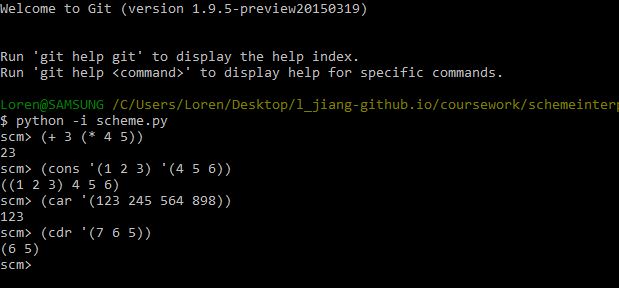 Welcome to Git (version 1.9.5-preview20150319)
Run 'git help git' to display the help index.
Run 'git help <command>' to display help for specific commands.
Loren@SAMSUNG /C/Users/Loren/Desktop/l_jiang-github.io/coursework/schemeinterp
$ python -i scheme.py
scm> (+ 3 (* 4 5))
23
scm> (cons '(1 2 3) '(4 5 6))
((1 2 3) 4 5 6)
scm> (car '(123 245 564 898))
123
scm> (cdr '(7 6 5))
(6 5)
scm>